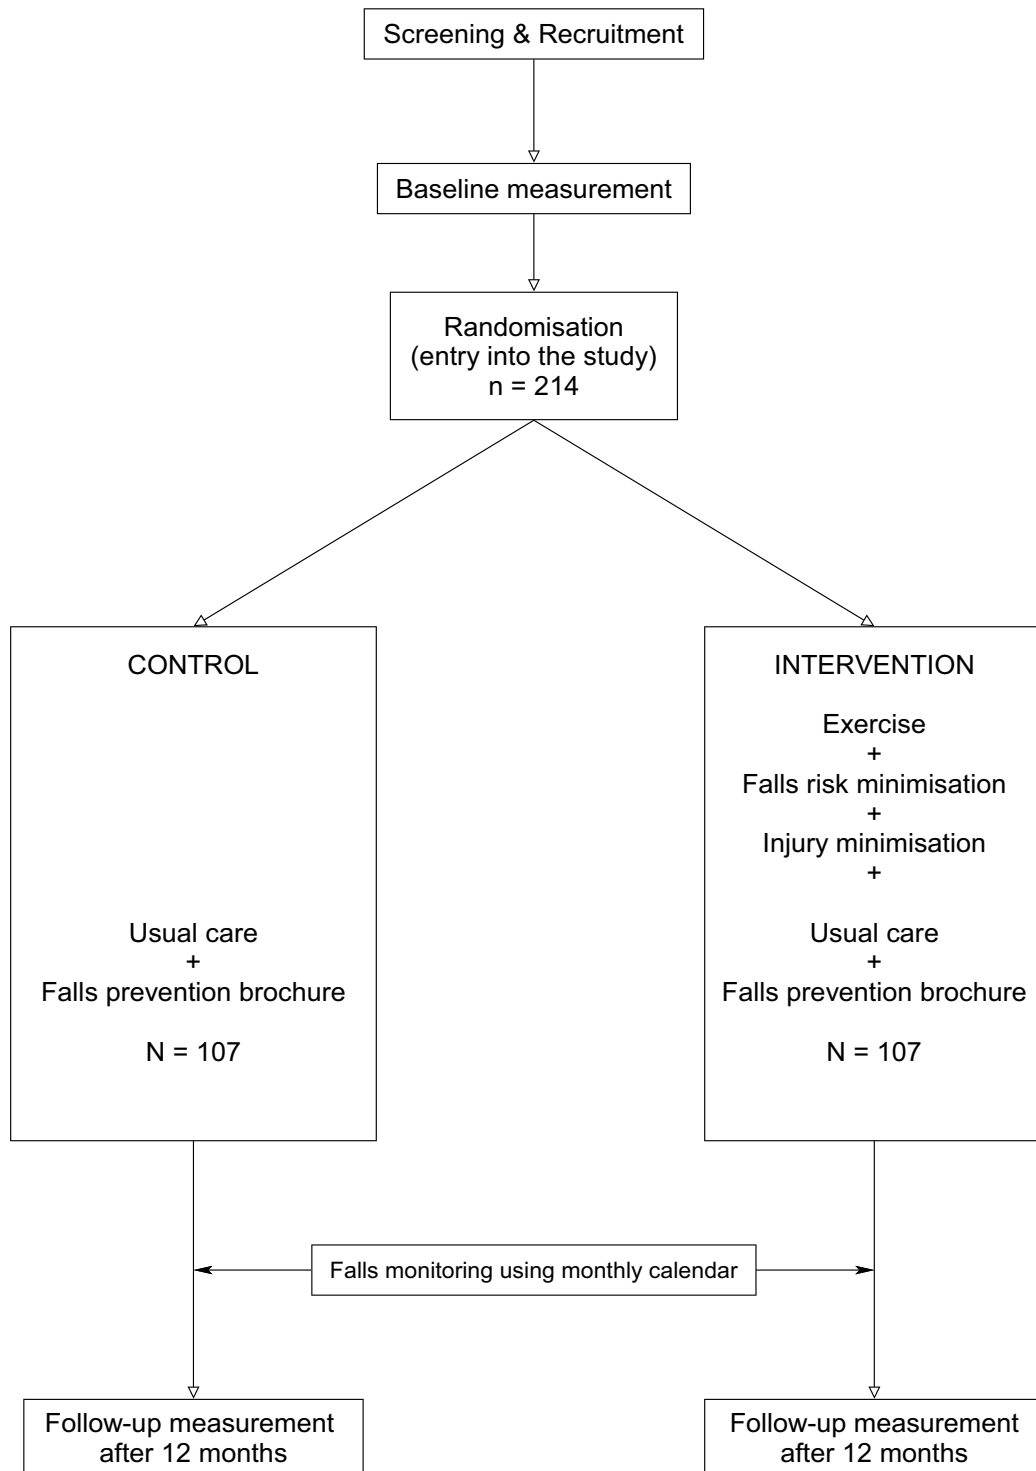 Screening & Recruitment
Baseline measurement
Randomisation
(entry into the study)
n = 214
CONTROL
Usual care
+
Falls prevention brochure
N = 107
INTERVENTION
Exercise
+
Falls risk minimisation
+
Injury minimisation
+
Usual care
+
Falls prevention brochure
N = 107
Falls monitoring using monthly calendar
Follow-up measurement
after 12 months
Follow-up measurement
after 12 months